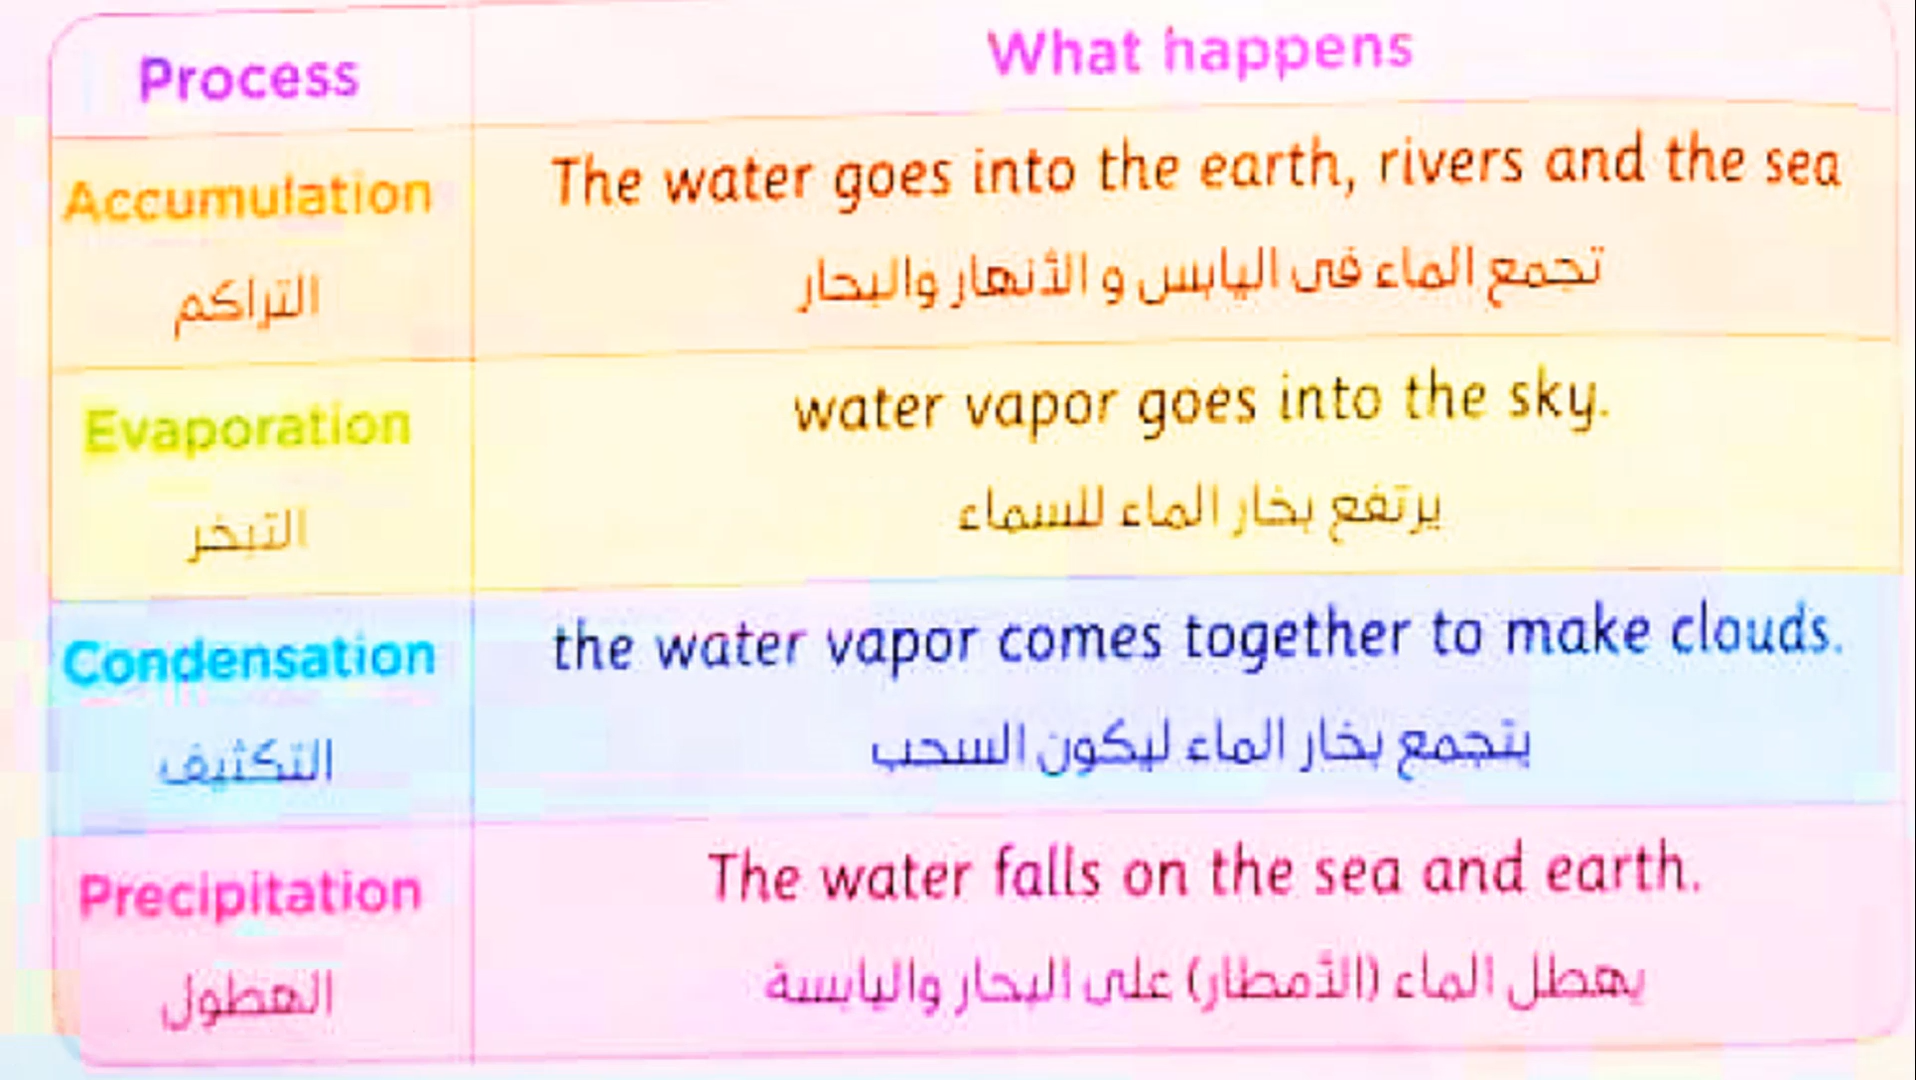 Process
What happens
Accumulation
التراكم
The water goes into the earth, rivers and the sea
تجمع الماء فى اليابس و الأنهار والبحار
Evaporation
التبخر
water vapor goes into the sky.
يرتفع بخار الماء للسماء
Condensation
التكثيف
the water vapor comes together to make clouds.
يتجمع بخار الماء ليكون السحب
Precipitation
الهطول
The water falls on the sea and earth.
يهطل الماء (الأمطار) على البحار واليابسة